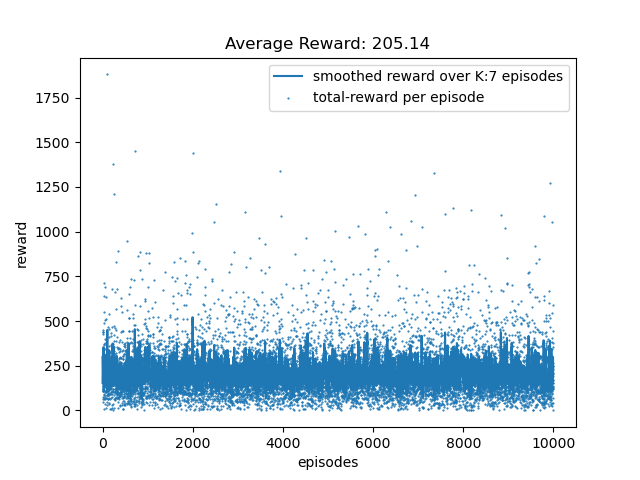 Average Reward: 205.14
smoothed reward over K:7 episodes
total-reward per episode
1750
1500
1250
1000
750
500
250
0
reward
0
2000
4000
6000
8000
10000
episodes